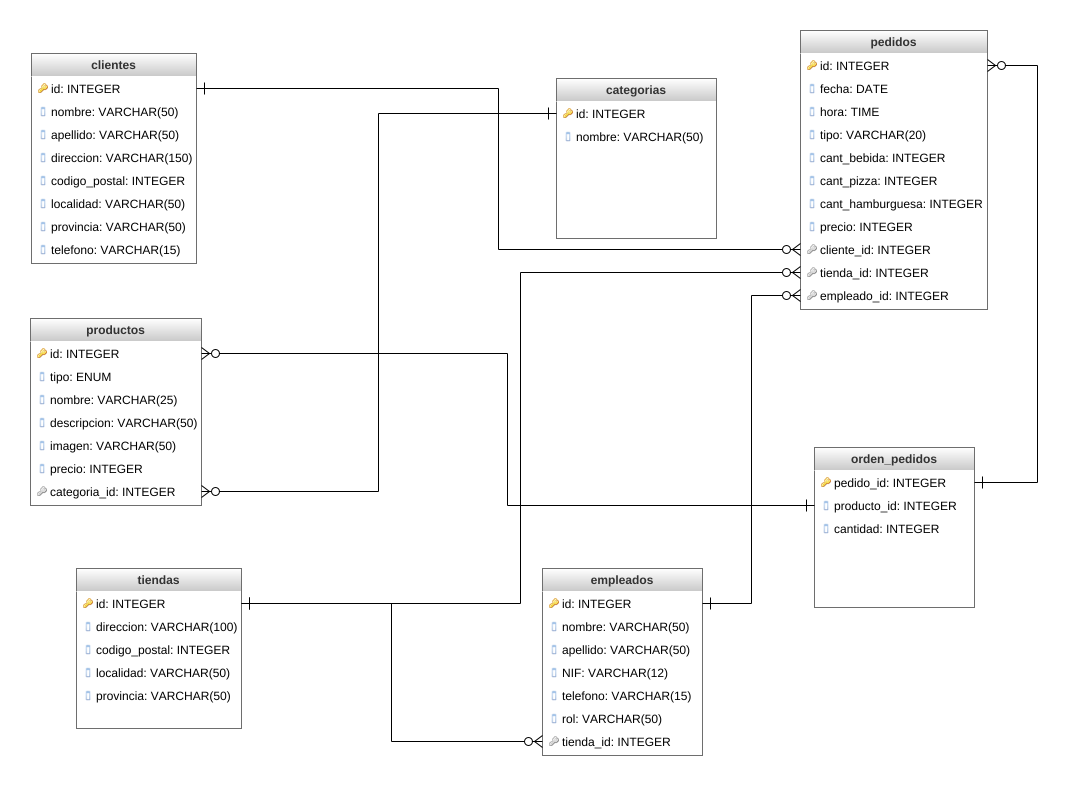 clientes
id: INTEGER
nombre: VARCHAR(50)
apellido: VARCHAR(50)
direccion: VARCHAR(150)
codigo_postal: INTEGER
localidad: VARCHAR(50)
provincia: VARCHAR(50)
telefono: VARCHAR(15)
categorias
id: INTEGER
nombre: VARCHAR(50)
pedidos
id: INTEGER
fecha: DATE
hora: TIME
tipo: VARCHAR(20)
cant_bebida: INTEGER
cant_pizza: INTEGER
cant_hamburguesa: INTEGER
precio: INTEGER
cliente_id: INTEGER
tienda_id: INTEGER
empleado_id: INTEGER
productos
id: INTEGER
tipo: ENUM
nombre: VARCHAR(25)
descripcion: VARCHAR(50)
imagen: VARCHAR(50)
precio: INTEGER
categoria_id: INTEGER
orden_pedidos
pedido_id: INTEGER
producto_id: INTEGER
cantidad: INTEGER
tiendas
id: INTEGER
direccion: VARCHAR(100)
codigo_postal: INTEGER
localidad: VARCHAR(50)
provincia: VARCHAR(50)
empleados
id: INTEGER
nombre: VARCHAR(50)
apellido: VARCHAR(50)
NIF: VARCHAR(12)
telefono: VARCHAR(15)
rol: VARCHAR(50)
tienda_id: INTEGER